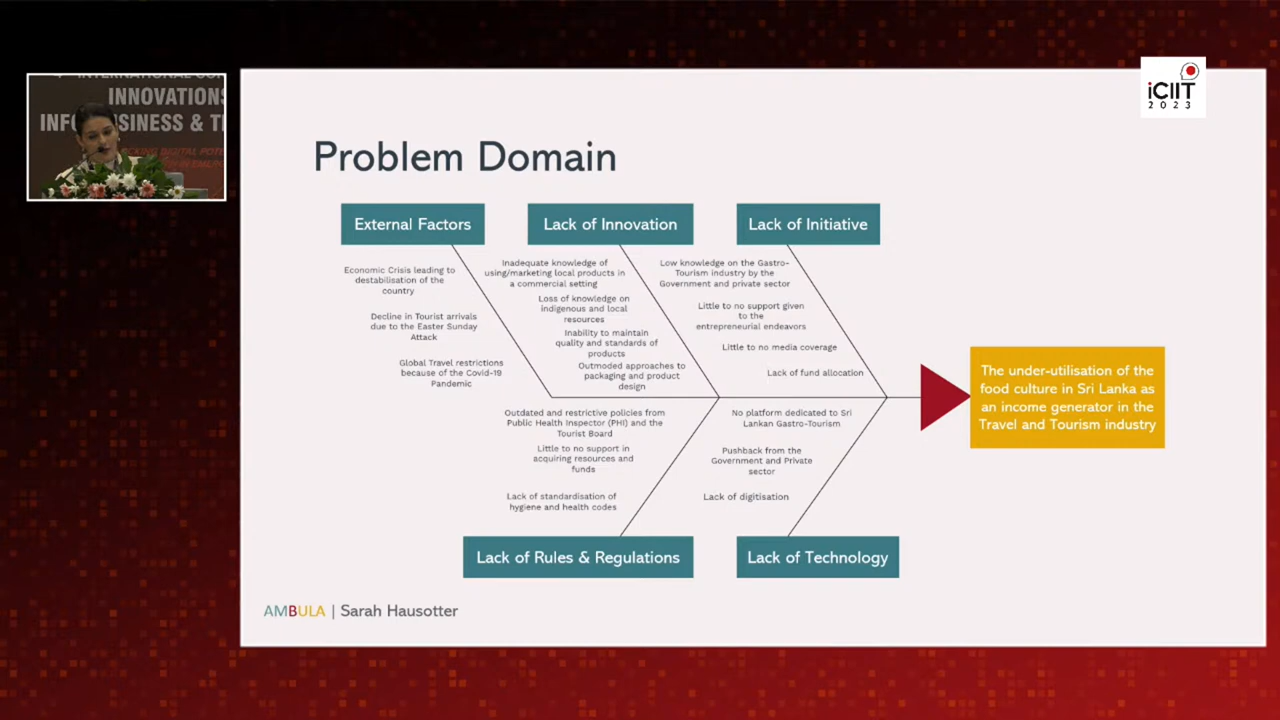 INNOVATIONS
iCIIT
2023
Problem Domain
External Factors
Lack of Innovation
Lack of Initiative
Economic Crisis leading to
destabilisation of the
country
Decline in Tourist arrivals
due to the Easter Sunday
Attack
Global Travel restrictions
because of the Covid-19
Pandemic
Inadequate knowledge of
using/marketing local products in
a commercial setting
Loss of knowledge on
indigenous and local
resources
Inability to maintain
quality and standards of
products
Outmoded approaches to
packaging and product
design
Low knowledge on the Gastro-
Tourism industry by the
Government and private sector
Little to no support given
to the
entrepreneurial endeavors
Little to no media coverage
Lack of fund allocation
The under-utilisation of the
food culture in Sri Lanka as
an income generator in the
Travel and Tourism industry
Outdated and restrictive policies from
Public Health Inspector (PHI) and the
Tourist Board
Little to no support in
acquiring resources and
funds
Lack of standardisation of
hygiene and health codes
No platform dedicated to Sri
Lankan Gastro-Tourism
Pushback from the
Government and Private
sector
Lack of digitisation
Lack of Rules & Regulations
Lack of Technology
AMBULA | Sarah Hausotter